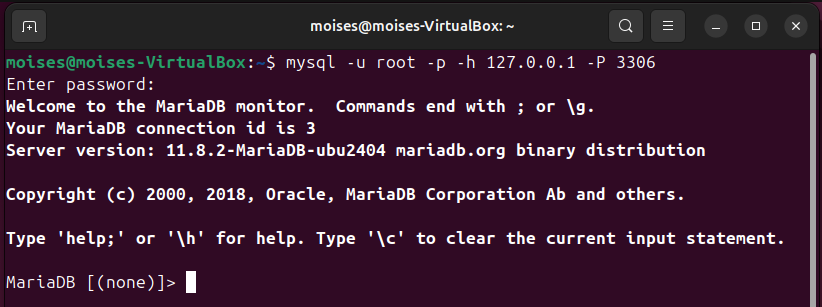 moises@moises-VirtualBox: ~
moises@moises-VirtualBox:~$ mysql -u root -p -h 127.0.0.1 -P 3306
Enter password:
Welcome to the MariaDB monitor.  Commands end with ; or \g.
Your MariaDB connection id is 3
Server version: 11.8.2-MariaDB-ubu2404 mariadb.org binary distribution

Copyright (c) 2000, 2018, Oracle, MariaDB Corporation Ab and others.

Type 'help;' or '\h' for help. Type '\c' to clear the current input statement.

MariaDB [(none)]>